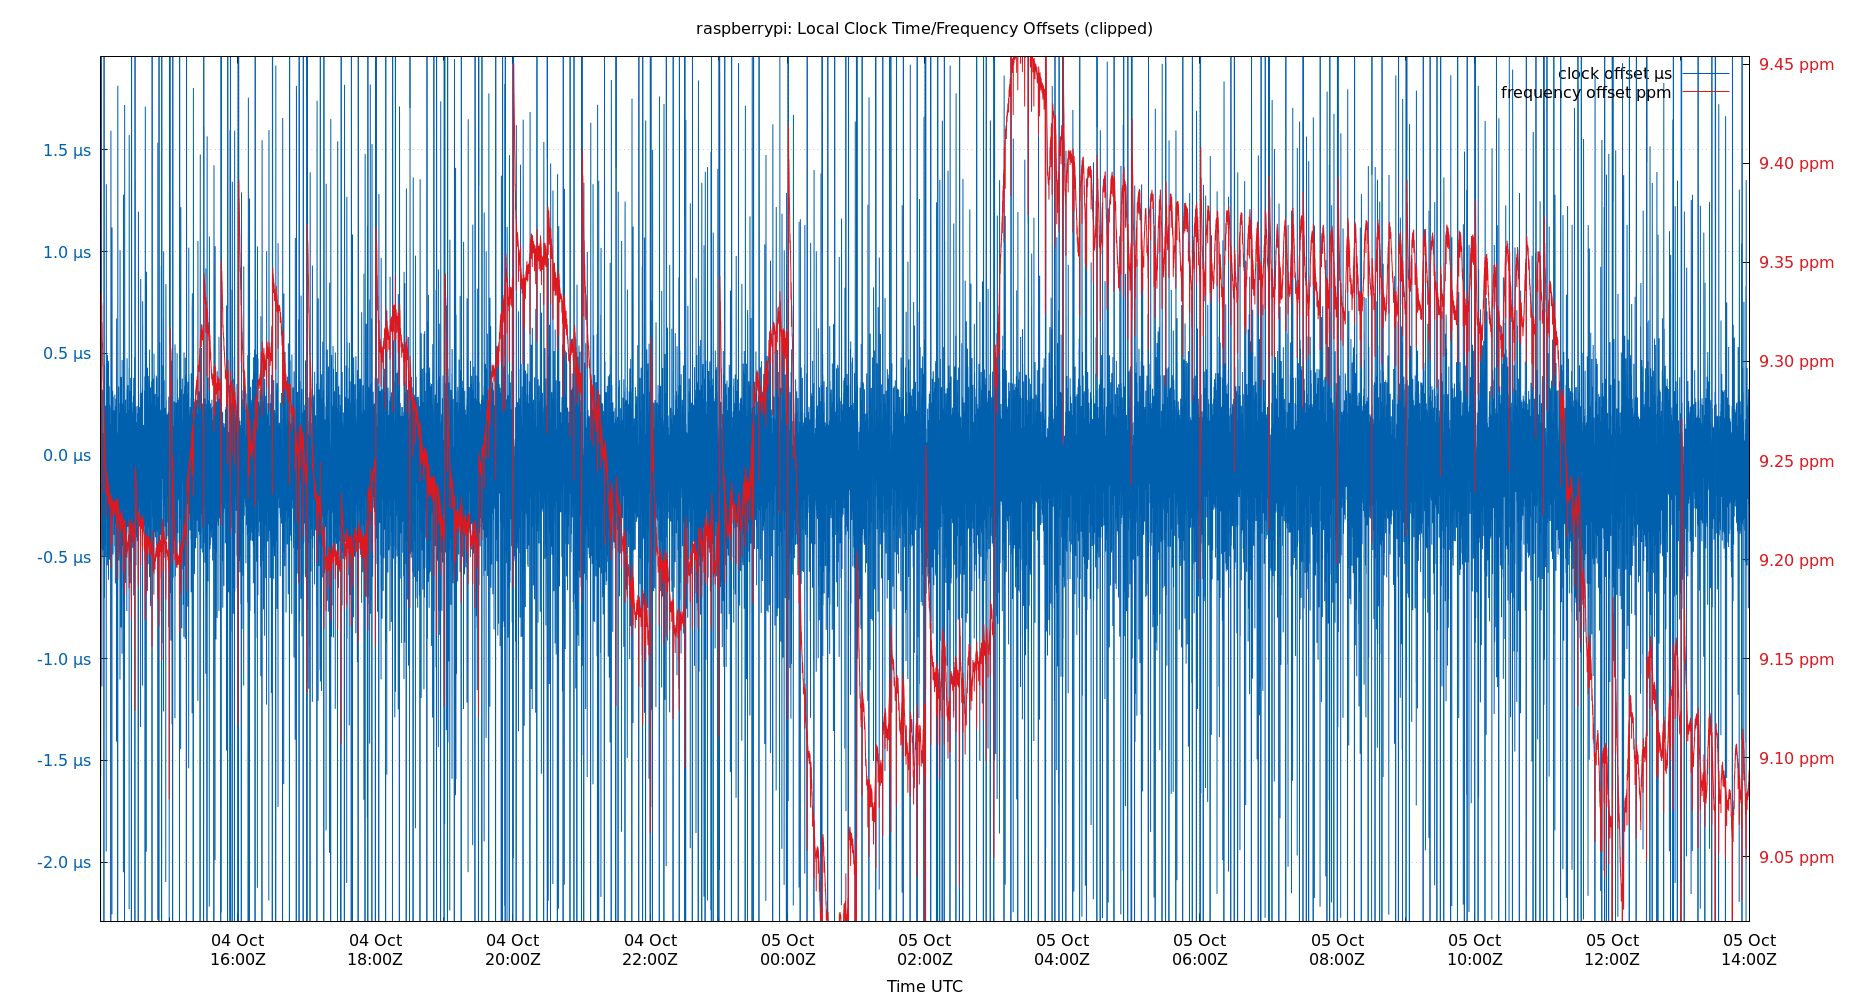 raspberrypi: Local Clock Time/Frequency Offsets (clipped)
clock offset µs
frequency offset ppm
1.5 µs
1.0 µs
0.5 µs
0.0 µs
-0.5 µs
-1.0 µs
-1.5 µs
-2.0 µs
9.45 ppm
9.40 ppm
9.35 ppm
9.30 ppm
9.25 ppm
9.20 ppm
9.15 ppm
9.10 ppm
9.05 ppm
04 Oct 04 Oct 04 Oct 04 Oct 05 Oct 05 Oct 05 Oct 05 Oct 05 Oct 05 Oct 05 Oct 05 Oct
16:00Z 18:00Z 20:00Z 22:00Z 00:00Z 02:00Z 04:00Z 06:00Z 08:00Z 10:00Z 12:00Z 14:00Z
Time UTC